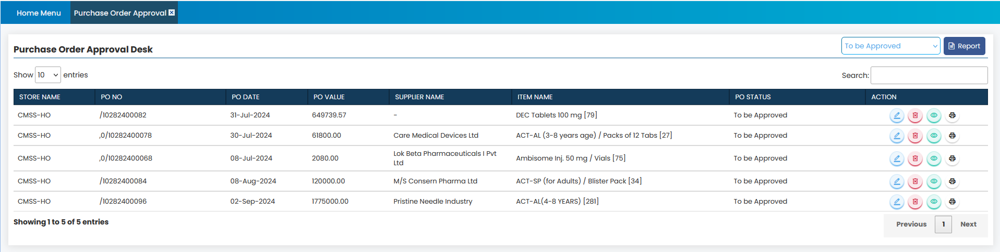 Home Menu Purchase Order Approval
Purchase Order Approval Desk To be Approved Report
Show 10 entries Search:
STORE NAME PO NO PO DATE PO VALUE SUPPLIER NAME ITEM NAME PO STATUS ACTION
CMSS-HO /10282400082 31-Jul-2024 649739.57 - DEC Tablets 100 mg [79] To be Approved
CMSS-HO ,0/10282400078 30-Jul-2024 61800.00 Care Medical Devices Ltd ACT-AL (3-8 years age) / Packs of 12 Tabs [27] To be Approved
CMSS-HO ,0/10282400068 08-Jul-2024 2080.00 Lok Beta Pharmaceuticals I Pvt Ltd Ambisome Inj. 50 mg / Vials [75] To be Approved
CMSS-HO /10282400084 08-Aug-2024 120000.00 M/S Consern Pharma Ltd ACT-SP (for Adults) / Blister Pack [34] To be Approved
CMSS-HO /10282400096 02-Sep-2024 1775000.00 Pristine Needle Industry ACT-AL(4-8 YEARS) [281] To be Approved
Showing 1 to 5 of 5 entries Previous 1 Next